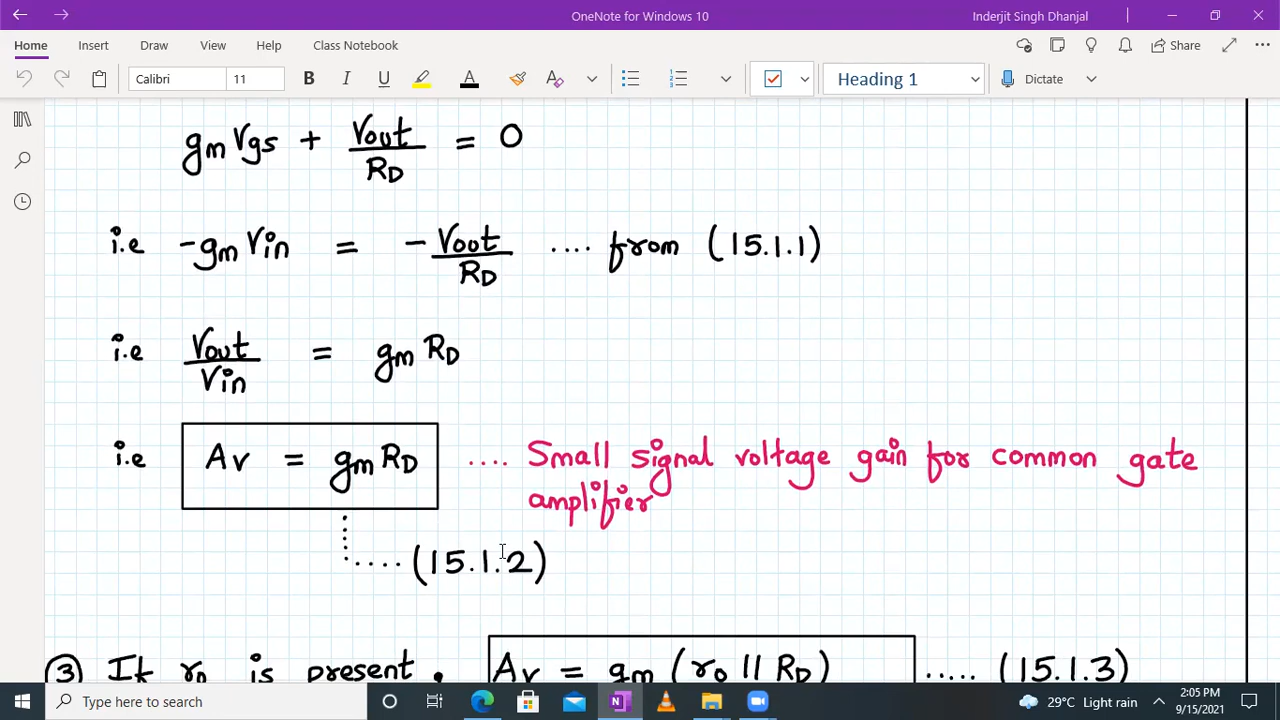 OneNote for Windows 10
Inderjit Singh Dhanjal
Home Insert Draw View Help Class Notebook
Share
Calibri 11 B I U A Heading 1 Dictate
gm Vgs + Vout/RD = 0
i.e -gm Vin = - Vout/RD .... from (15.1.1)
i.e Vout/Vin = gm RD
i.e Av = gm RD .... Small signal voltage gain for common gate
amplifier
..... (15.1.2)
③ If ro is present. Av = gm (ro || RD) ..... (15.1.3)
Type here to search
29°C Light rain
2:05 PM
9/15/2021